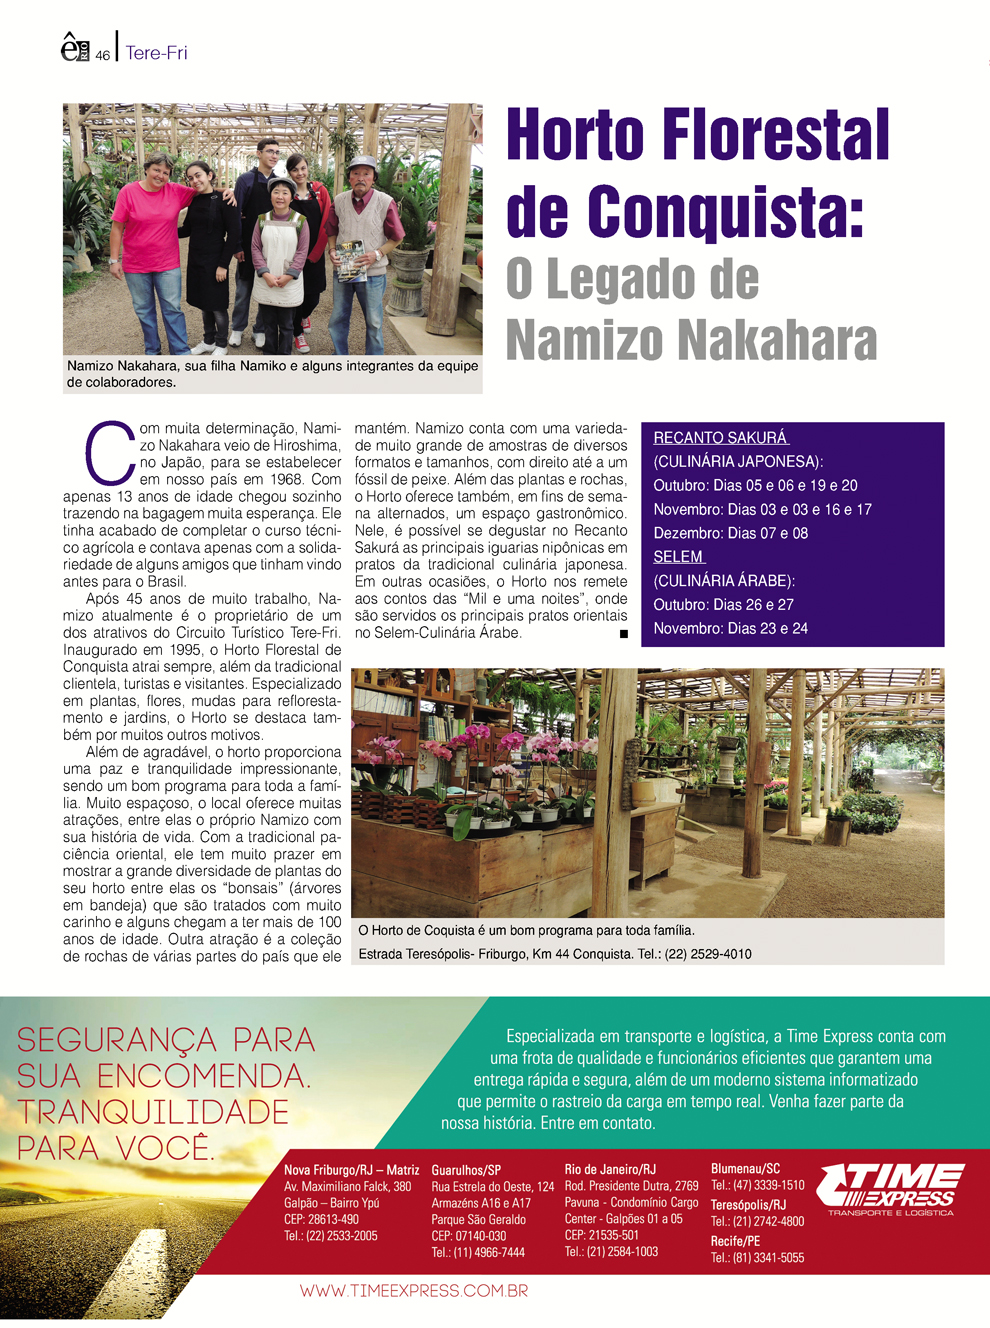 ê RIO 46 | Tere-Fri
Horto Florestal
de Conquista:
O Legado de
Namizo Nakahara
Namizo Nakahara, sua filha Namiko e alguns integrantes da equipe
de colaboradores.
Com muita determinação, Nami-
zo Nakahara veio de Hiroshima,
no Japão, para se estabelecer
em nosso país em 1968. Com
apenas 13 anos de idade chegou sozinho
trazendo na bagagem muita esperança. Ele
tinha acabado de completar o curso técni-
co agrícola e contava apenas com a solida-
riedade de alguns amigos que tinham vindo
antes para o Brasil.
Após 45 anos de muito trabalho, Na-
mizo atualmente é o proprietário de um
dos atrativos do Circuito Turístico Tere-Fri.
Inaugurado em 1995, o Horto Florestal de
Conquista atrai sempre, além da tradicional
clientela, turistas e visitantes. Especializado
em plantas, flores, mudas para refloresta-
mento e jardins, o Horto se destaca tam-
bém por muitos outros motivos.
Além de agradável, o horto proporciona
uma paz e tranquilidade impressionante,
sendo um bom programa para toda a famí-
lia. Muito espaçoso, o local oferece muitas
atrações, entre elas o próprio Namizo com
sua história de vida. Com a tradicional pa-
ciência oriental, ele tem muito prazer em
mostrar a grande diversidade de plantas do
seu horto entre elas os “bonsais” (árvores
em bandeja) que são tratados com muito
carinho e alguns chegam a ter mais de 100
anos de idade. Outra atração é a coleção
de rochas de várias partes do país que ele
mantém. Namizo conta com uma varieda-
de muito grande de amostras de diversos
formatos e tamanhos, com direito até a um
fóssil de peixe. Além das plantas e rochas,
o Horto oferece também, em fins de sema-
na alternados, um espaço gastronômico.
Nele, é possível se degustar no Recanto
Sakurá as principais iguarias nipônicas em
pratos da tradicional culinária japonesa.
Em outras ocasiões, o Horto nos remete
aos contos das “Mil e uma noites”, onde
são servidos os principais pratos orientais
no Selem-Culinária Árabe.
RECANTO SAKURÁ
(CULINÁRIA JAPONESA):
Outubro: Dias 05 e 06 e 19 e 20
Novembro: Dias 03 e 03 e 16 e 17
Dezembro: Dias 07 e 08
SELEM
(CULINÁRIA ÁRABE):
Outubro: Dias 26 e 27
Novembro: Dias 23 e 24
O Horto de Coquista é um bom programa para toda família.
Estrada Teresópolis- Friburgo, Km 44 Conquista. Tel.: (22) 2529-4010
SEGURANÇA PARA
SUA ENCOMENDA.
TRANQUILIDADE
PARA VOCÊ.
Especializada em transporte e logística, a Time Express conta com
uma frota de qualidade e funcionários eficientes que garantem uma
entrega rápida e segura, além de um moderno sistema informatizado
que permite o rastreio da carga em tempo real. Venha fazer parte da
nossa história. Entre em contato.
Nova Friburgo/RJ – Matriz
Av. Maximiliano Falck, 380
Galpão – Bairro Ypú
CEP: 28613-490
Tel.: (22) 2533-2005
Guarulhos/SP
Rua Estrela do Oeste, 124
Armazéns A16 e A17
Parque São Geraldo
CEP: 07140-030
Tel.: (11) 4966-7444
Rio de Janeiro/RJ
Rod. Presidente Dutra, 2769
Pavuna - Condomínio Cargo
Center - Galpões 01 a 05
CEP: 21535-501
Tel.: (21) 2584-1003
Blumenau/SC
Tel.: (47) 3339-1510
Teresópolis/RJ
Tel.: (21) 2742-4800
Recife/PE
Tel.: (81) 3341-5055
TIME
EXPRESS
TRANSPORTE E LOGÍSTICA
WWW.TIMEEXPRESS.COM.BR